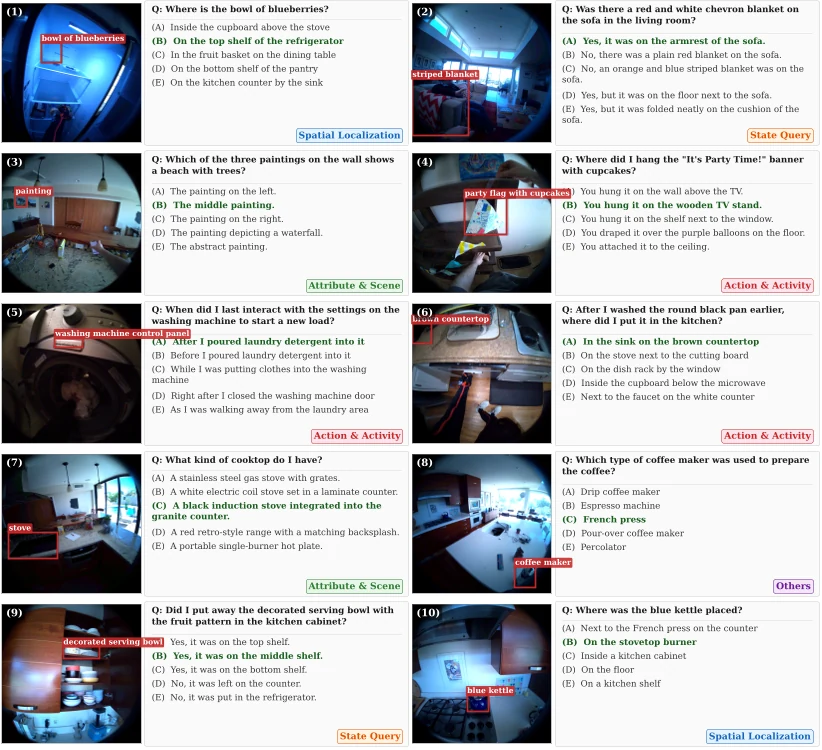 (1)
bowl of blueberries
Q: Where is the bowl of blueberries?
(A) Inside the cupboard above the stove
(B) On the top shelf of the refrigerator
(C) In the fruit basket on the dining table
(D) On the bottom shelf of the pantry
(E) On the kitchen counter by the sink
Spatial Localization
(2)
striped blanket
Q: Was there a red and white chevron blanket on
the sofa in the living room?
(A) Yes, it was on the armrest of the sofa.
(B) No, there was a plain red blanket on the sofa.
(C) No, an orange and blue striped blanket was on the
sofa.
(D) Yes, but it was on the floor next to the sofa.
(E) Yes, but it was folded neatly on the cushion of the
sofa.
State Query
(3)
painting
Q: Which of the three paintings on the wall shows
a beach with trees?
(A) The painting on the left.
(B) The middle painting.
(C) The painting on the right.
(D) The painting depicting a waterfall.
(E) The abstract painting.
Attribute & Scene
(4)
party flag with cupcakes
Q: Where did I hang the "It's Party Time!" banner
with cupcakes?
You hung it on the wall above the TV.
(B) You hung it on the wooden TV stand.
(C) You hung it on the shelf next to the window.
(D) You draped it over the purple balloons on the floor.
(E) You attached it to the ceiling.
Action & Activity
(5)
washing machine control panel
Q: When did I last interact with the settings on the
washing machine to start a new load?
(A) After I poured laundry detergent into it
(B) Before I poured laundry detergent into it
(C) While I was putting clothes into the washing
machine
(D) Right after I closed the washing machine door
(E) As I was walking away from the laundry area
Action & Activity
(6)
brown countertop
Q: After I washed the round black pan earlier,
where did I put it in the kitchen?
(A) In the sink on the brown countertop
(B) On the stove next to the cutting board
(C) On the dish rack by the window
(D) Inside the cupboard below the microwave
(E) Next to the faucet on the white counter
Action & Activity
(7)
stove
Q: What kind of cooktop do I have?
(A) A stainless steel gas stove with grates.
(B) A white electric coil stove set in a laminate counter.
(C) A black induction stove integrated into the
granite counter.
(D) A red retro-style range with a matching backsplash.
(E) A portable single-burner hot plate.
Attribute & Scene
(8)
coffee maker
Q: Which type of coffee maker was used to prepare
the coffee?
(A) Drip coffee maker
(B) Espresso machine
(C) French press
(D) Pour-over coffee maker
(E) Percolator
Others
(9)
decorated serving bowl
Q: Did I put away the decorated serving bowl with
the fruit pattern in the kitchen cabinet?
Yes, it was on the top shelf.
(B) Yes, it was on the middle shelf.
(C) Yes, it was on the bottom shelf.
(D) No, it was left on the counter.
(E) No, it was put in the refrigerator.
State Query
(10)
blue kettle
Q: Where was the blue kettle placed?
(A) Next to the French press on the counter
(B) On the stovetop burner
(C) Inside a kitchen cabinet
(D) On the floor
(E) On a kitchen shelf
Spatial Localization